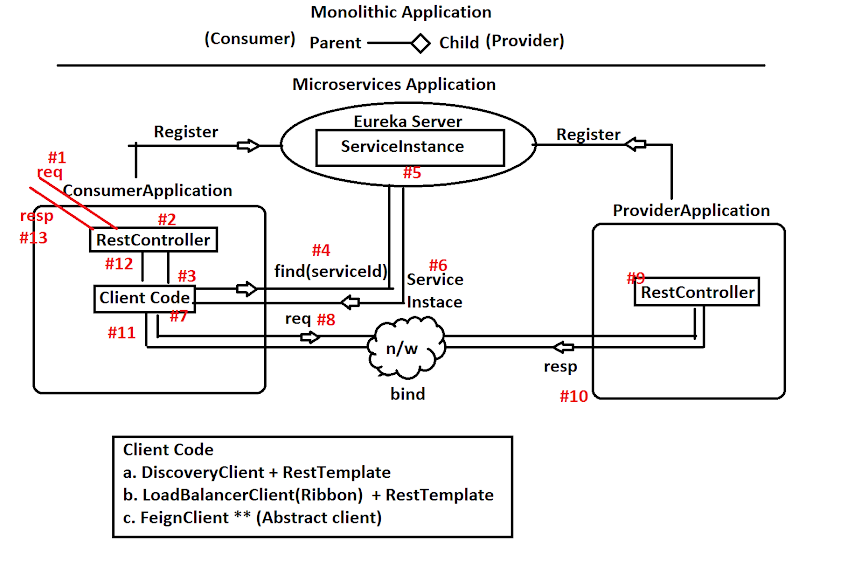 Monolithic Application
(Consumer) Parent Child (Provider)
Microservices Application
Eureka Server
ServiceInstance
#5
Register
Register
#1
req
ConsumerApplication
resp
#13
#2
RestController
#12
#3
Client Code
#7
#11
#4
find(serviceId)
#6
Service
Instace
req #8
n/w
bind
resp
#10
ProviderApplication
#9
RestController
Client Code
a. DiscoveryClient + RestTemplate
b. LoadBalancerClient(Ribbon) + RestTemplate
c. FeignClient ** (Abstract client)